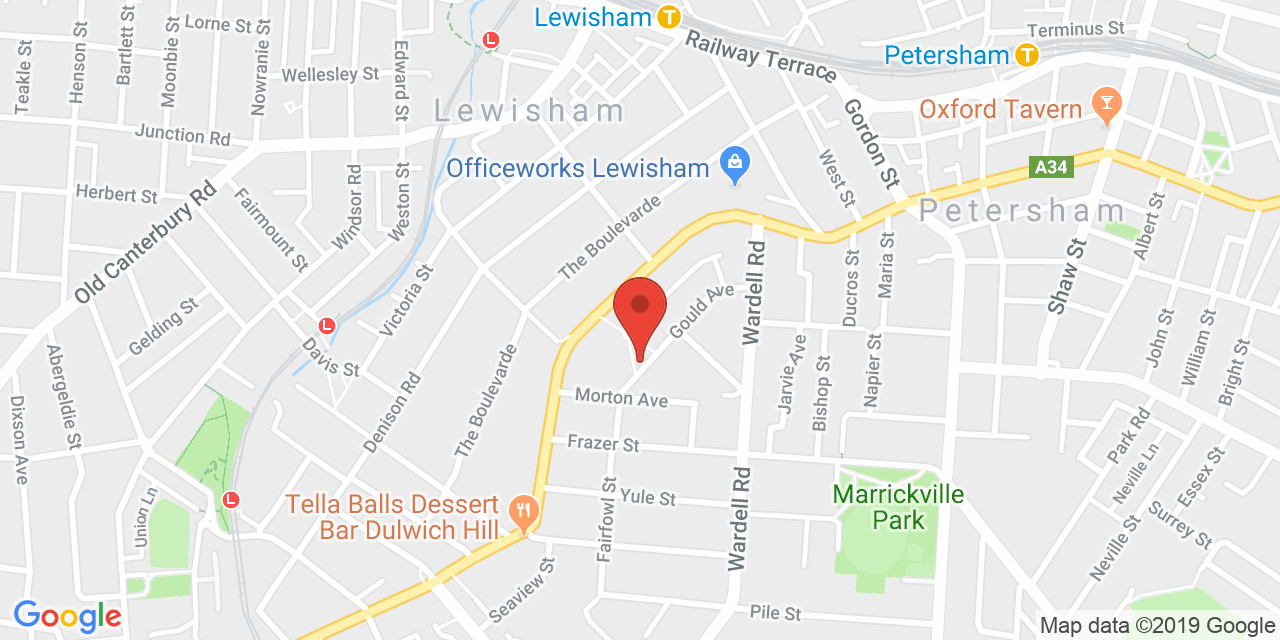 Lewisham
T
Railway Terrace
Petersham
T
Terminus St
Teakle St
Henson St
Bartlett St
Moonbie St
Lorne St
Nowranie St
Wellesley St
Edward St
L
Lewisham
Junction Rd
Gordon St
Oxford Tavern
A34
Officeworks Lewisham
West St
Petersham
Herbert St
Old Canterbury Rd
Fairmount St
Windsor Rd
Weston St
The Boulevarde
Wardell Rd
Ducros St
Maria St
Shaw St
Albert St
Gelding St
L
Victoria St
Davis St
Gould Ave
Jarvie Ave
Bishop St
Napier St
John St
William St
Bright St
Abergeldie St
Dixson Ave
Denison Rd
The Boulevarde
Morton Ave
Frazer St
Park Rd
Neville Ln
Essex St
Union Ln
L
Tella Balls Dessert
Bar Dulwich Hill
Fairfowl St
Yule St
Wardell Rd
Marrickville
Park
Neville St
Surrey St
Seaview St
Pile St
Google
Map data ©2019 Google